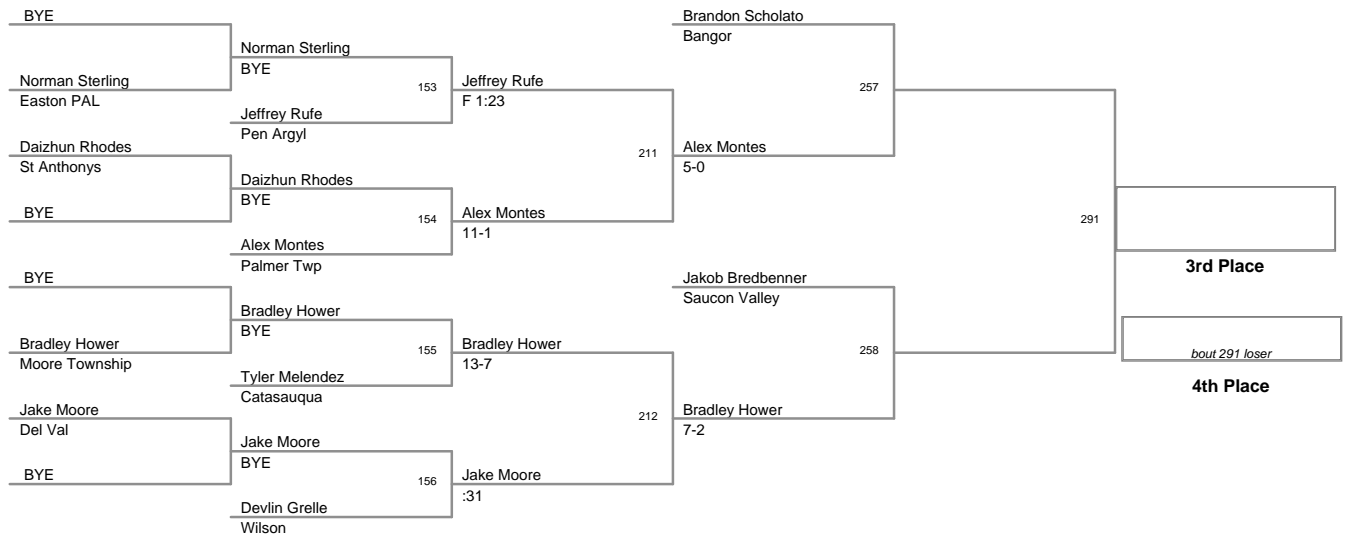 BYE
Norman Sterling
Easton PAL
Daizhun Rhodes
St Anthonys
BYE
BYE
Bradley Hower
Moore Township
Jake Moore
Del Val
BYE
Norman Sterling
BYE
153
Jeffrey Rufe
Pen Argyl
Daizhun Rhodes
BYE
154
Alex Montes
Palmer Twp
Bradley Hower
BYE
155
Tyler Melendez
Catasauqua
Jake Moore
BYE
156
Devlin Grelle
Wilson
Jeffrey Rufe
F 1:23
211
Alex Montes
11-1
Bradley Hower
13-7
212
Jake Moore
:31
Brandon Scholato
Bangor
257
Alex Montes
5-0
Jakob Bredbenner
Saucon Valley
258
Bradley Hower
7-2
291
3rd Place
bout 291 loser
4th Place